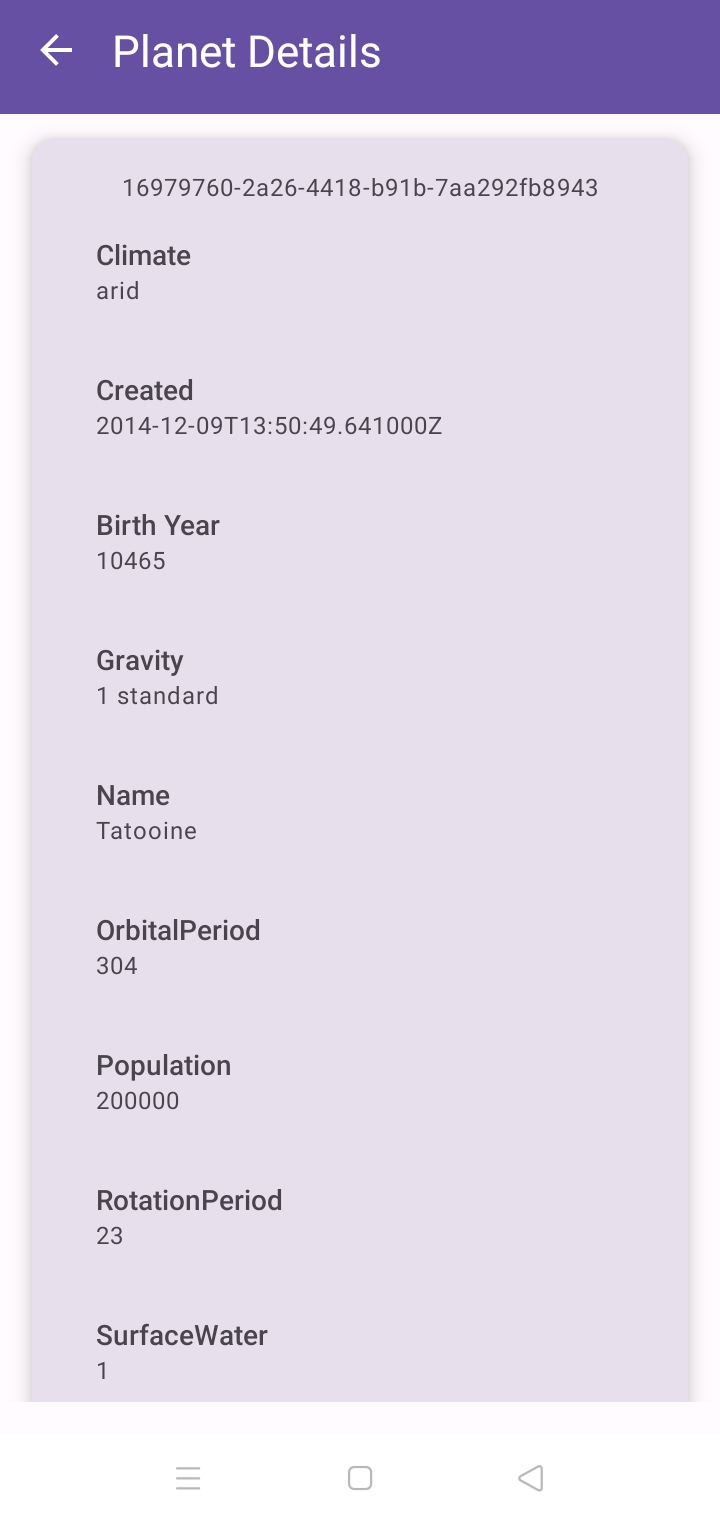 Planet Details
16979760-2a26-4418-b91b-7aa292fb8943
Climate
arid
Created
2014-12-09T13:50:49.641000Z
Birth Year
10465
Gravity
1 standard
Name
Tatooine
OrbitalPeriod
304
Population
200000
RotationPeriod
23
SurfaceWater
1